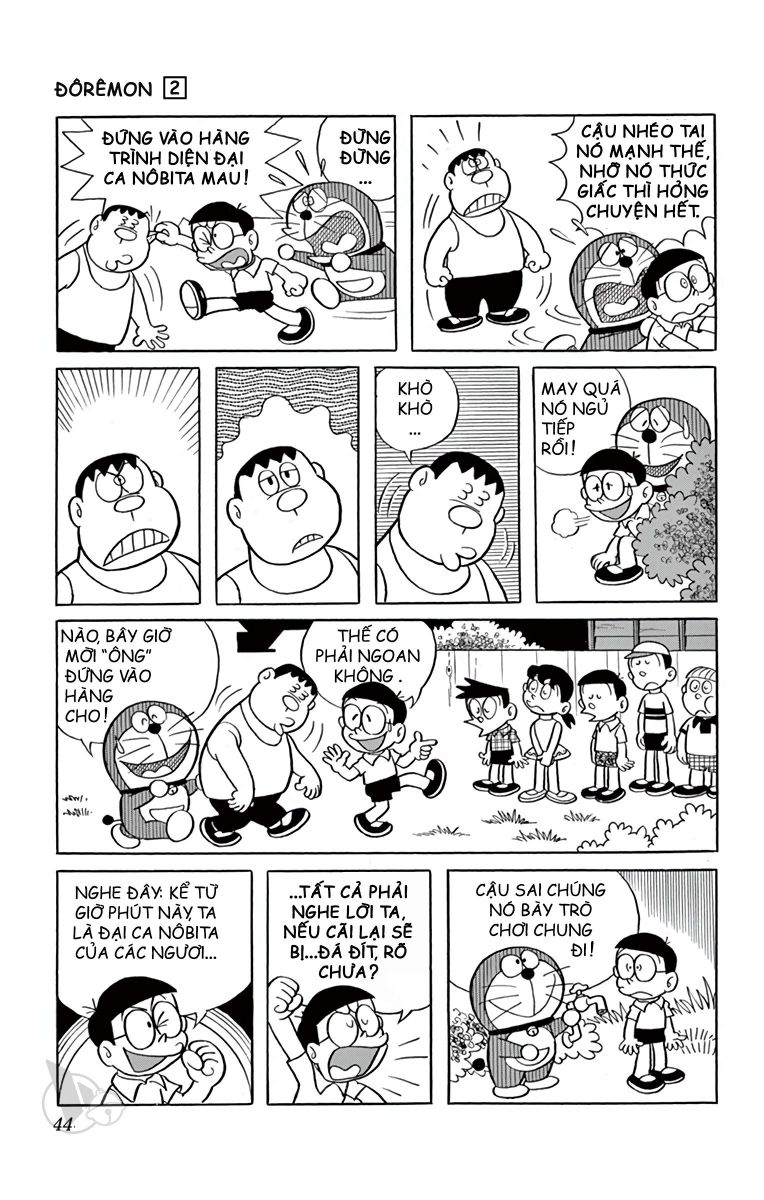 ĐÔRÊMON 2
ĐỨNG VÀO HÀNG
TRÌNH DIỆN ĐẠI
CA NÔBITA MAU!
ĐỪNG
ĐỪNG
...
CẬU NHÉO TAI
NÓ MẠNH THẾ,
NHỠ NÓ THỨC
GIẤC THÌ HỎNG
CHUYỆN HẾT.
KHÒ
KHÒ
...
MAY QUÁ
NÓ NGỦ
TIẾP
RỒI!
NÀO, BÂY GIỜ
MỜI "ÔNG"
ĐỨNG VÀO
HÀNG
CHO!
THẾ CÓ
PHẢI NGOAN
KHÔNG.
NGHE ĐÂY: KỂ TỪ
GIỜ PHÚT NÀY, TA
LÀ ĐẠI CA NÔBITA
CỦA CÁC NGƯƠI...
...TẤT CẢ PHẢI
NGHE LỜI TA,
NẾU CÃI LẠI SẼ
BỊ...ĐÁ ĐÍT, RÕ
CHƯA?
CẬU SAI CHÚNG
NÓ BÀY TRÒ
CHƠI CHUNG
ĐI!
44